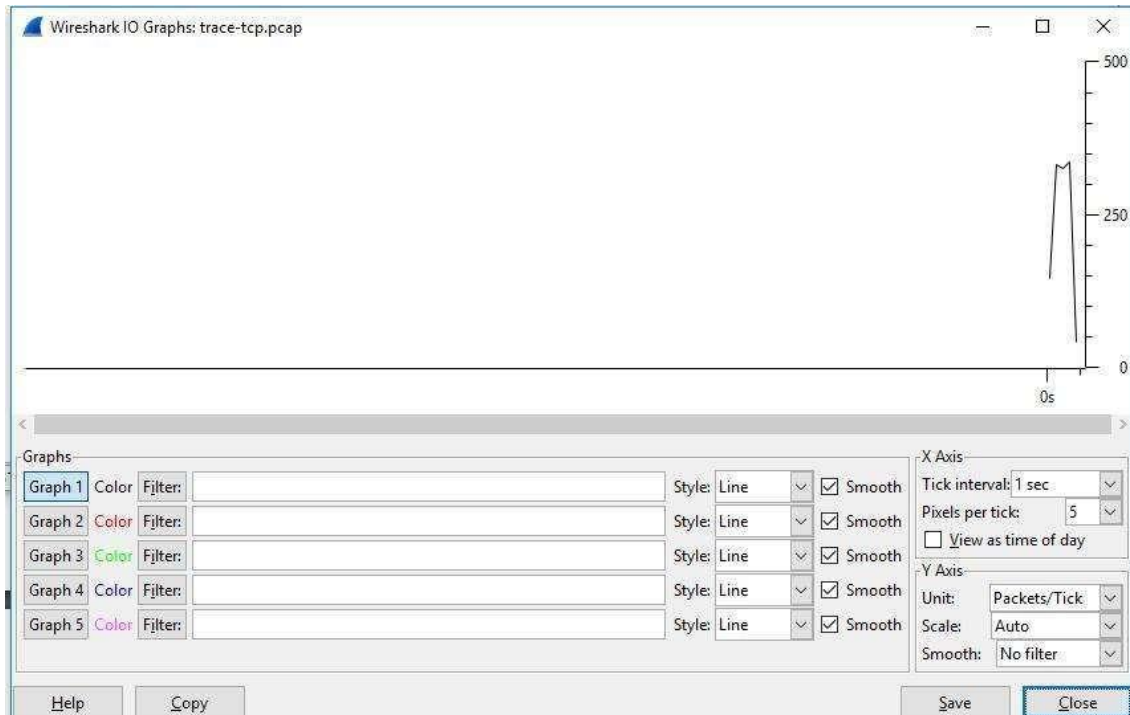 Wireshark IO Graphs: trace-tcp.pcap
500
250
0
0s
Graphs
Graph 1 Color Filter: Style: Line Smooth
Graph 2 Color Filter: Style: Line Smooth
Graph 3 Color Filter: Style: Line Smooth
Graph 4 Color Filter: Style: Line Smooth
Graph 5 Color Filter: Style: Line Smooth
X Axis
Tick interval: 1 sec
Pixels per tick: 5
View as time of day
Y Axis
Unit: Packets/Tick
Scale: Auto
Smooth: No filter
Help Copy Save Close